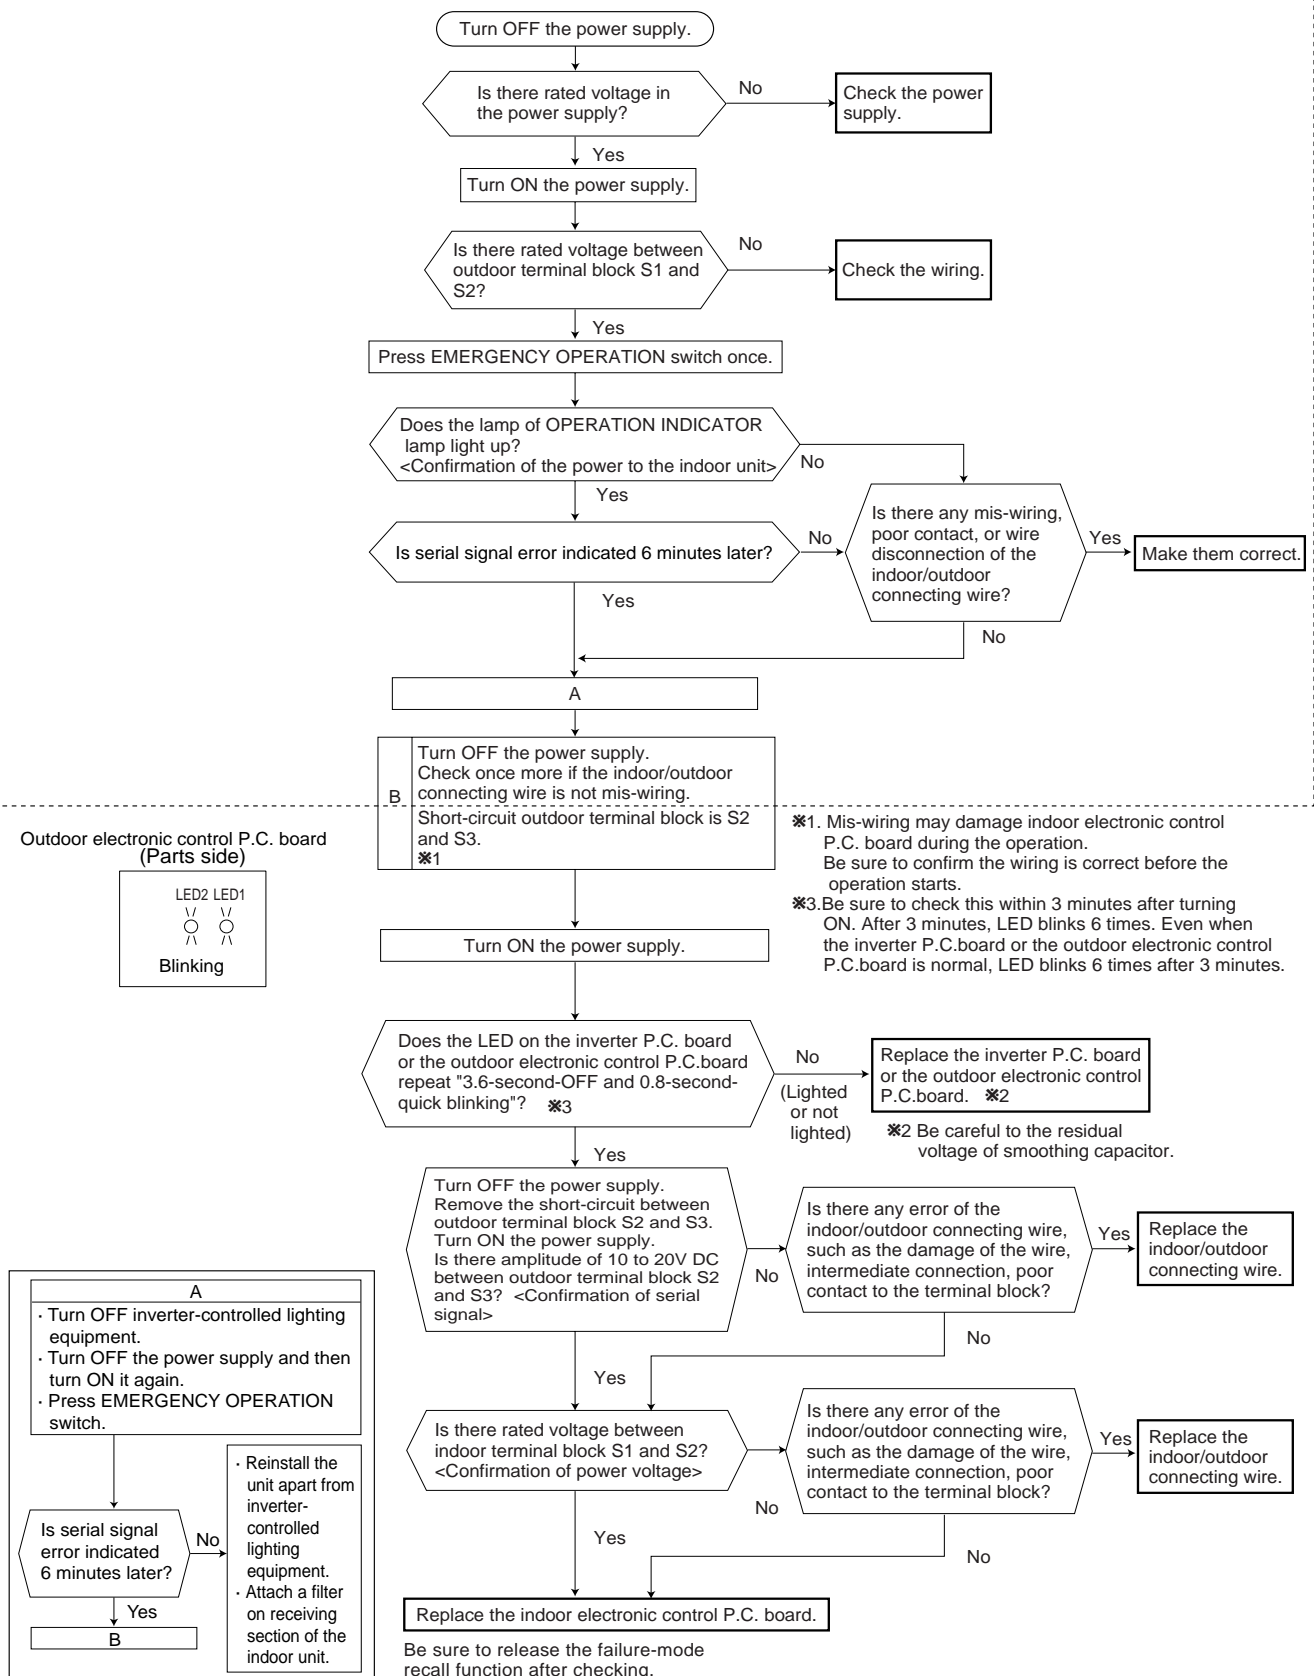 Turn OFF the power supply.
Is there rated voltage in
the power supply?
No
Check the power
supply.
Yes
Turn ON the power supply.
Is there rated voltage between
outdoor terminal block S1 and
S2?
No
Check the wiring.
Yes
Press EMERGENCY OPERATION switch once.
Does the lamp of OPERATION INDICATOR
lamp light up?
<Confirmation of the power to the indoor unit>
No
Yes
Is serial signal error indicated 6 minutes later?
No
Is there any mis-wiring,
poor contact, or wire
disconnection of the
indoor/outdoor
connecting wire?
Yes
Make them correct.
Yes
No
A
B
Turn OFF the power supply.
Check once more if the indoor/outdoor
connecting wire is not mis-wiring.
Short-circuit outdoor terminal block is S2
and S3.
※1
Outdoor electronic control P.C. board
(Parts side)
LED2 LED1
Blinking
※1. Mis-wiring may damage indoor electronic control
P.C. board during the operation.
Be sure to confirm the wiring is correct before the
operation starts.
※3.Be sure to check this within 3 minutes after turning
ON. After 3 minutes, LED blinks 6 times. Even when
the inverter P.C.board or the outdoor electronic control
P.C.board is normal, LED blinks 6 times after 3 minutes.
Turn ON the power supply.
Does the LED on the inverter P.C. board
or the outdoor electronic control P.C.board
repeat "3.6-second-OFF and 0.8-second-
quick blinking"? ※3
No
(Lighted
or not
lighted)
Replace the inverter P.C. board
or the outdoor electronic control
P.C.board. ※2
※2 Be careful to the residual
voltage of smoothing capacitor.
Yes
Turn OFF the power supply.
Remove the short-circuit between
outdoor terminal block S2 and S3.
Turn ON the power supply.
Is there amplitude of 10 to 20V DC
between outdoor terminal block S2
and S3? <Confirmation of serial
signal>
No
Is there any error of the
indoor/outdoor connecting wire,
such as the damage of the wire,
intermediate connection, poor
contact to the terminal block?
Yes
Replace the
indoor/outdoor
connecting wire.
No
Yes
Is there rated voltage between
indoor terminal block S1 and S2?
<Confirmation of power voltage>
No
Is there any error of the
indoor/outdoor connecting wire,
such as the damage of the wire,
intermediate connection, poor
contact to the terminal block?
Yes
Replace the
indoor/outdoor
connecting wire.
Yes
No
Replace the indoor electronic control P.C. board.
Be sure to release the failure-mode
recall function after checking.
A
· Turn OFF inverter-controlled lighting
equipment.
· Turn OFF the power supply and then
turn ON it again.
· Press EMERGENCY OPERATION
switch.
Is serial signal
error indicated
6 minutes later?
No
· Reinstall the
unit apart from
inverter-
controlled
lighting
equipment.
· Attach a filter
on receiving
section of the
indoor unit.
Yes
B